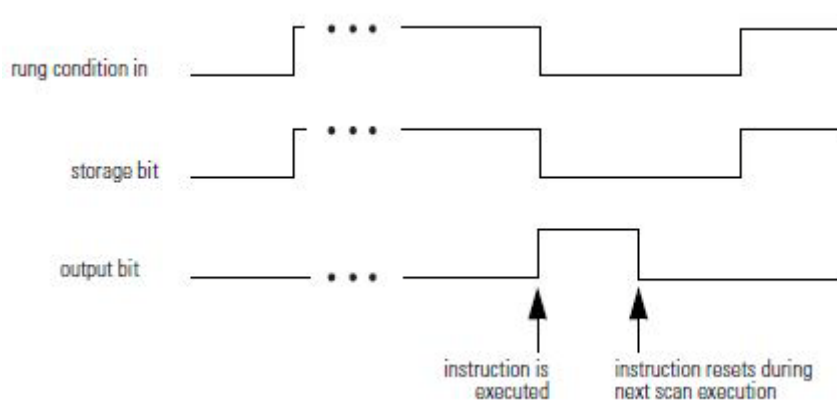 rung condition in
storage bit
output bit
instruction is
executed
instruction resets during
next scan execution